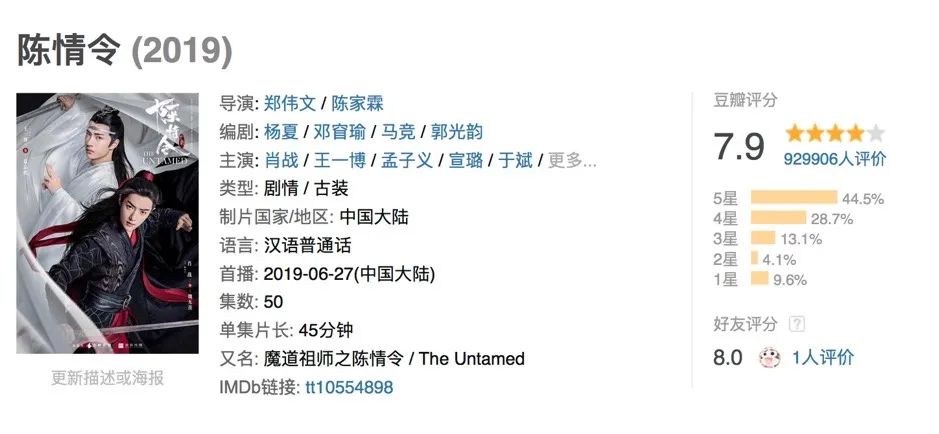 陈情令 (2019)
陈情令
THE
UNTAMED
肖战
更新描述或海报
导演: 郑伟文 / 陈家霖
编剧: 杨夏 / 邓窅瑜 / 马竞 / 郭光韵
主演: 肖战 / 王一博 / 孟子义 / 宣璐 / 于斌 / 更多...
类型: 剧情 / 古装
制片国家/地区: 中国大陆
语言: 汉语普通话
首播: 2019-06-27(中国大陆)
集数: 50
单集片长: 45分钟
又名: 魔道祖师之陈情令 / The Untamed
IMDb链接: tt10554898
豆瓣评分
7.9
929906人评价
5星 44.5%
4星 28.7%
3星 13.1%
2星 4.1%
1星 9.6%
好友评分 ?
8.0 1人评价